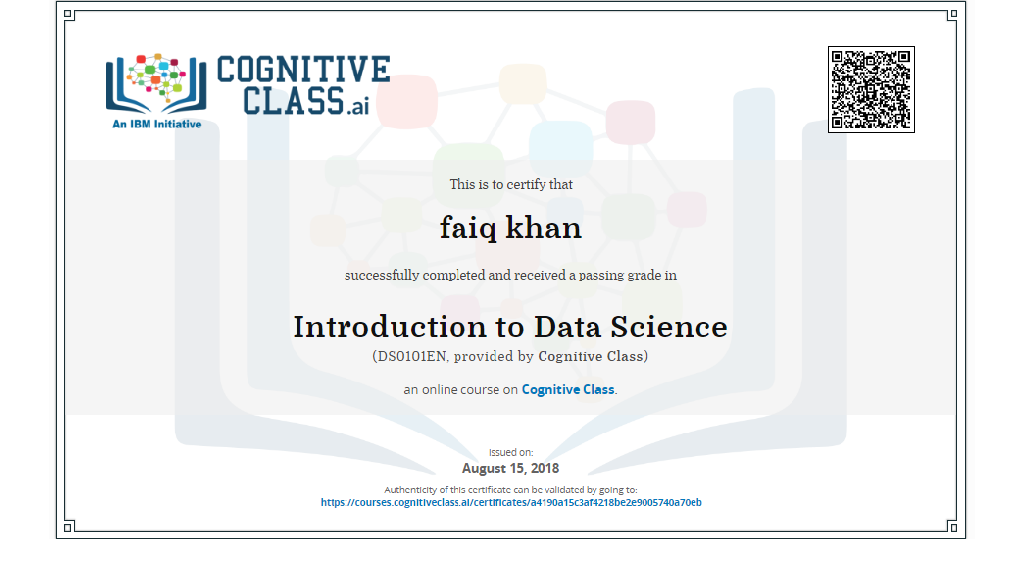 COGNITIVE
CLASS.ai
An IBM Initiative
This is to certify that
faiq khan
successfully completed and received a passing grade in
Introduction to Data Science
(DS0101EN, provided by Cognitive Class)
an online course on Cognitive Class.
Issued on:
August 15, 2018
Authenticity of this certificate can be validated by going to:
https://courses.cognitiveclass.ai/certificates/a4190a15c3af4218be2e9005740a70eb